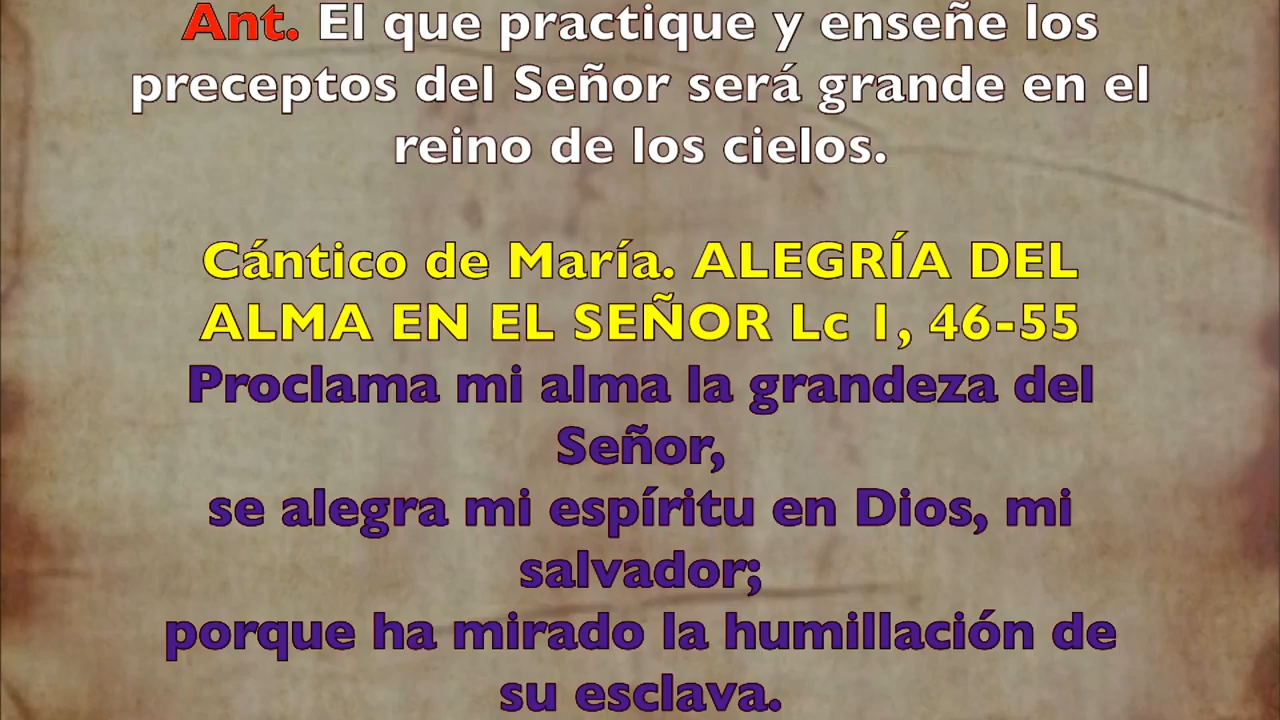 Ant. El que practique y enseñe los
preceptos del Señor será grande en el
reino de los cielos.
Cántico de María. ALEGRÍA DEL
ALMA EN EL SEÑOR Lc 1, 46-55
Proclama mi alma la grandeza del
Señor,
se alegra mi espíritu en Dios, mi
salvador;
porque ha mirado la humillación de
su esclava.